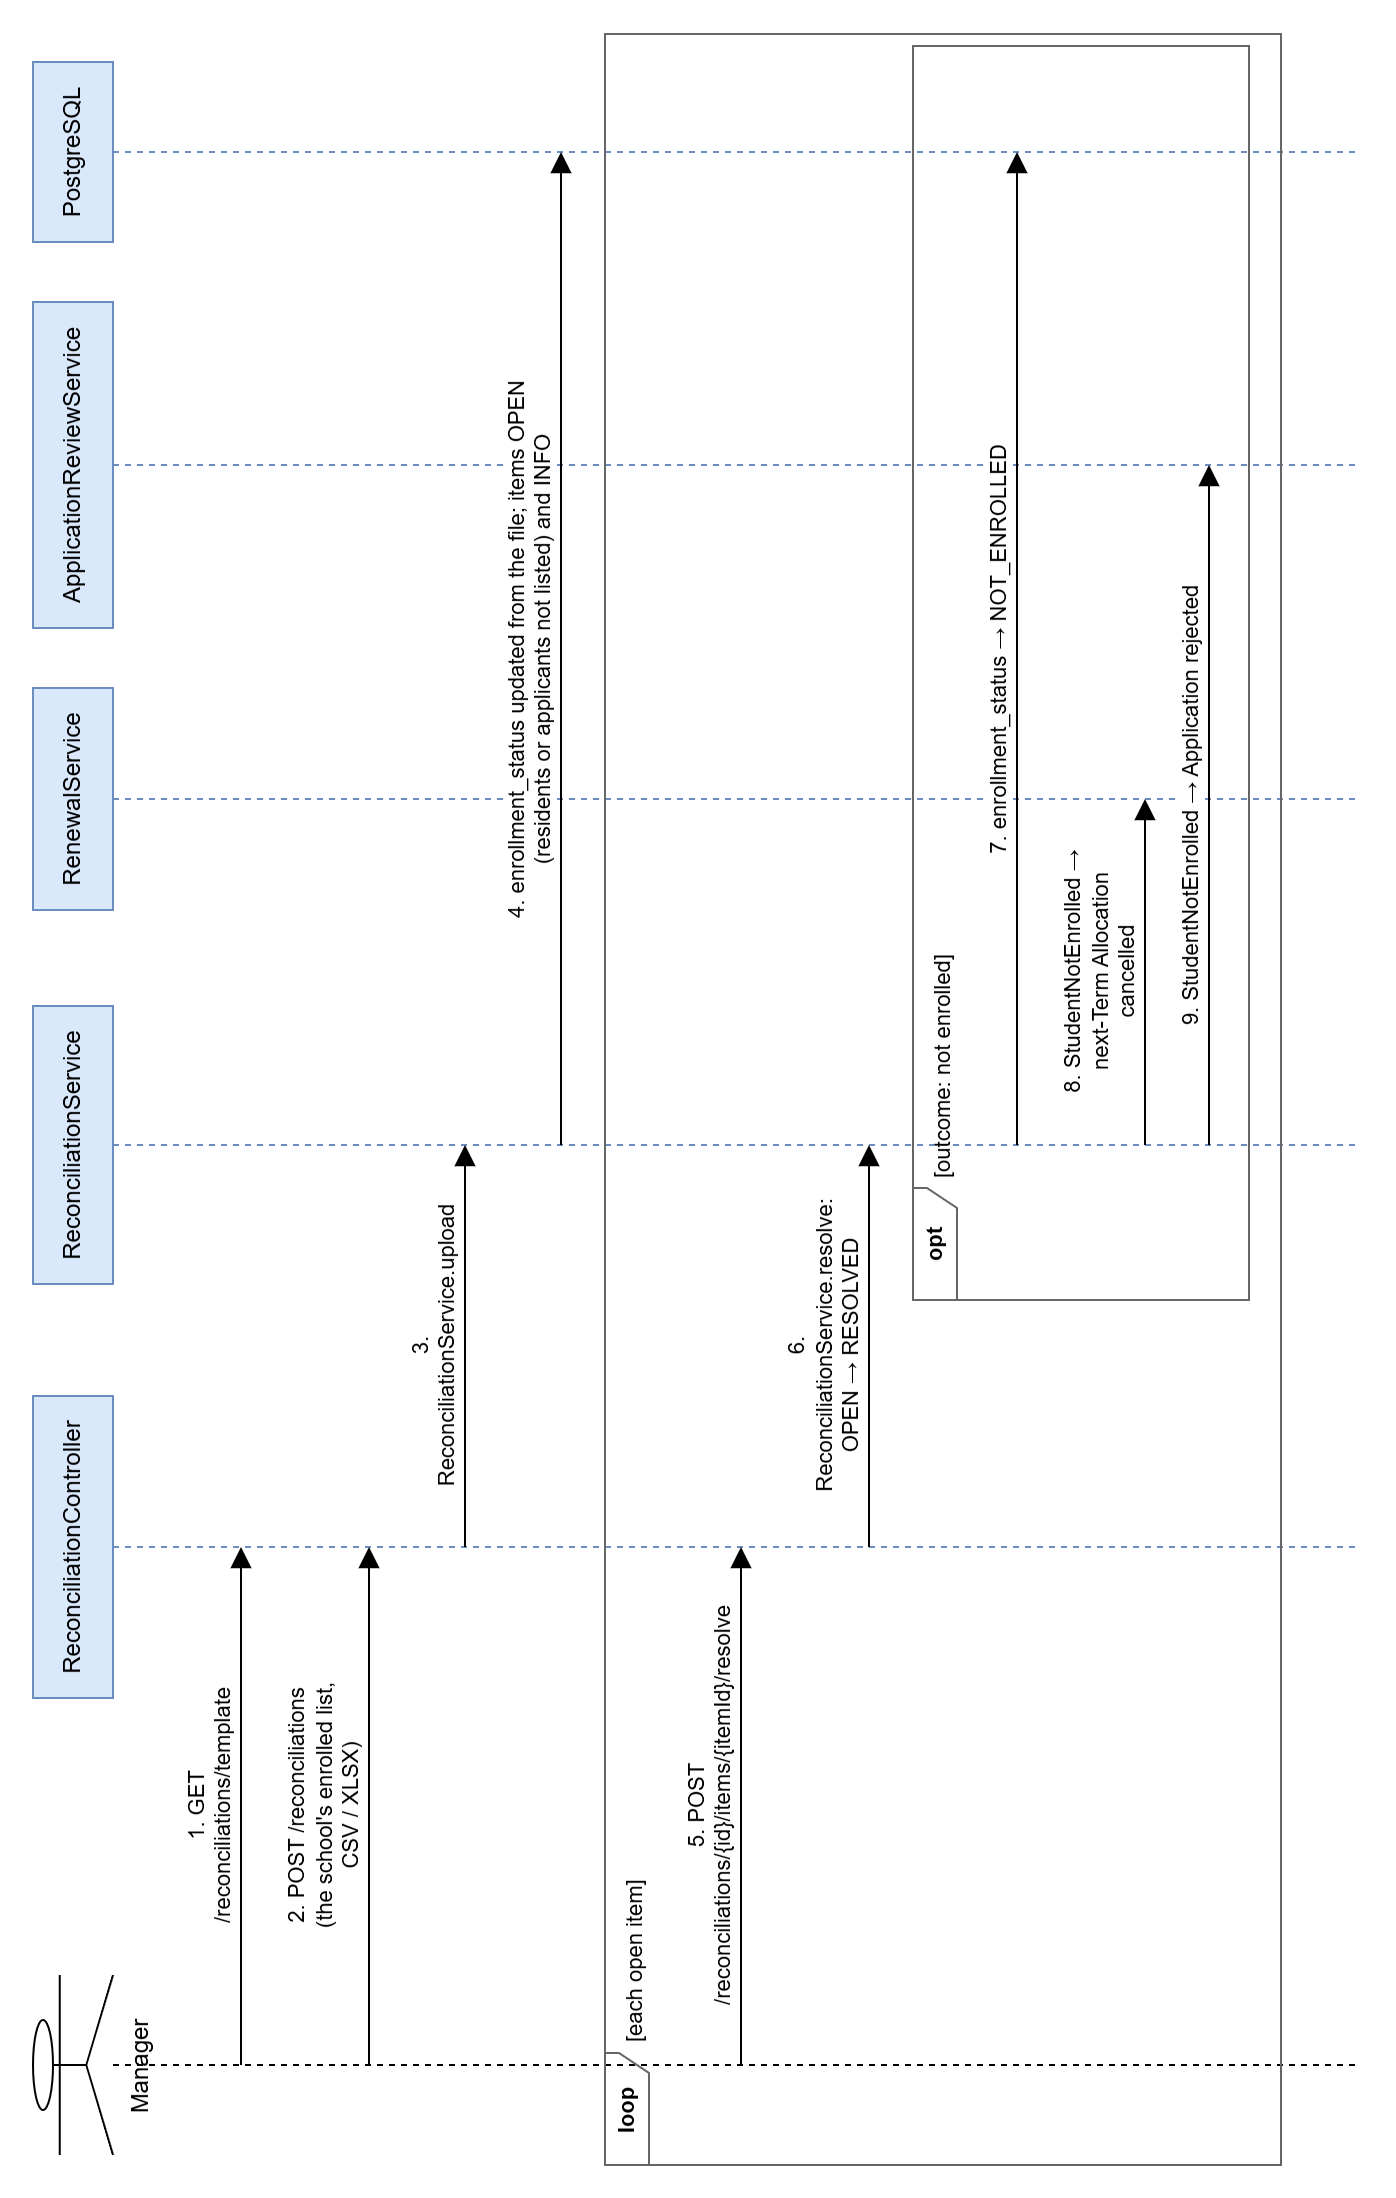 Manager
ReconciliationController
ReconciliationService
RenewalService
ApplicationReviewService
PostgreSQL
1. GET
/reconciliations/template
2. POST /reconciliations
(the school's enrolled list,
CSV / XLSX)
3.
ReconciliationService.upload
4. enrollment_status updated from the file; items OPEN
(residents or applicants not listed) and INFO
loop
[each open item]
5. POST
/reconciliations/{id}/items/{itemId}/resolve
6.
ReconciliationService.resolve:
OPEN → RESOLVED
opt
[outcome: not enrolled]
7. enrollment_status → NOT_ENROLLED
8. StudentNotEnrolled →
next-Term Allocation
cancelled
9. StudentNotEnrolled → Application rejected